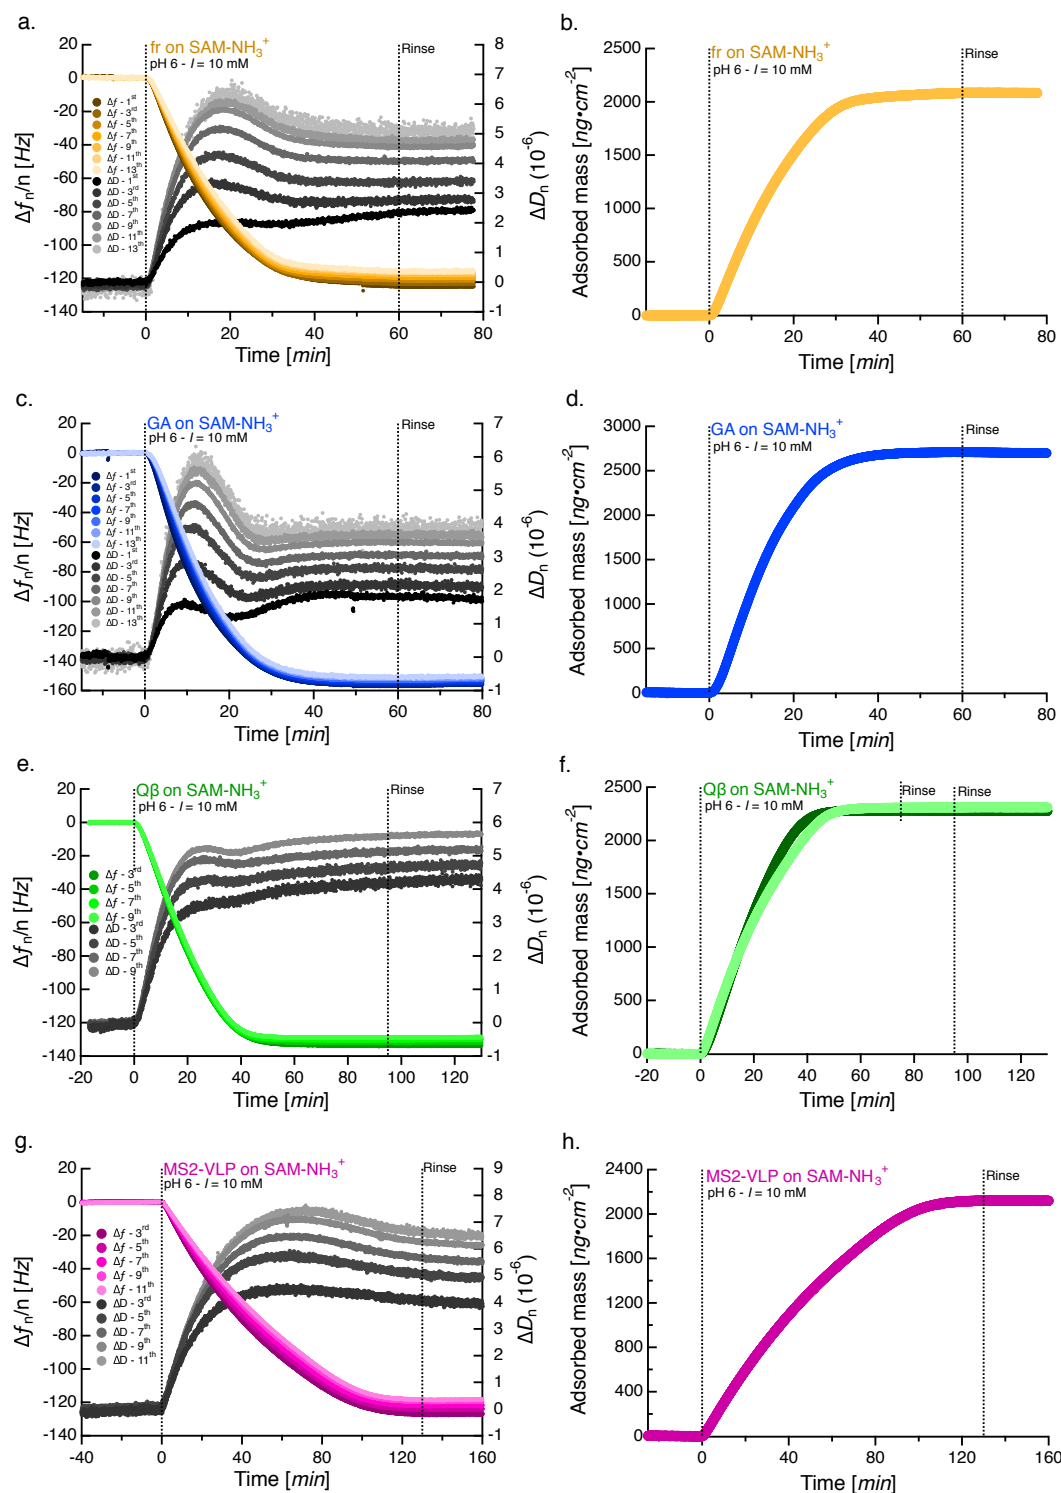 a.
fr on SAM-NH₃⁺
pH 6 - I = 10 mM
Rinse
Δfₙ/n [Hz]
20
0
-20
-40
-60
-80
-100
-120
-140
Δf - 1st
Δf - 3rd
Δf - 5th
Δf - 7th
Δf - 9th
Δf - 11th
Δf - 13th
ΔD - 1st
ΔD - 3rd
ΔD - 5th
ΔD - 7th
ΔD - 9th
ΔD - 11th
ΔD - 13th
8
7
6
5
4
3
2
1
0
-1
ΔDₙ (10⁻⁶)
0 20 40 60 80
Time [min]
b.
fr on SAM-NH₃⁺
pH 6 - I = 10 mM
Rinse
Adsorbed mass [ng·cm⁻²]
2500
2000
1500
1000
500
0
0 20 40 60 80
Time [min]
c.
GA on SAM-NH₃⁺
pH 6 - I = 10 mM
Rinse
Δfₙ/n [Hz]
20
0
-20
-40
-60
-80
-100
-120
-140
-160
Δf - 1st
Δf - 3rd
Δf - 5th
Δf - 7th
Δf - 9th
Δf - 11th
Δf - 13th
ΔD - 1st
ΔD - 3rd
ΔD - 5th
ΔD - 7th
ΔD - 9th
ΔD - 11th
ΔD - 13th
7
6
5
4
3
2
1
0
-1
ΔDₙ (10⁻⁶)
0 20 40 60 80
Time [min]
d.
GA on SAM-NH₃⁺
pH 6 - I = 10 mM
Rinse
Adsorbed mass [ng·cm⁻²]
3000
2500
2000
1500
1000
500
0
0 20 40 60 80
Time [min]
e.
Qβ on SAM-NH₃⁺
pH 6 - I = 10 mM
Rinse
Δfₙ/n [Hz]
20
0
-20
-40
-60
-80
-100
-120
-140
Δf - 3rd
Δf - 5th
Δf - 7th
Δf - 9th
ΔD - 3rd
ΔD - 5th
ΔD - 7th
ΔD - 9th
7
6
5
4
3
2
1
0
-1
ΔDₙ (10⁻⁶)
-20 0 20 40 60 80 100 120
Time [min]
f.
Qβ on SAM-NH₃⁺
pH 6 - I = 10 mM
Rinse
Rinse
Adsorbed mass [ng·cm⁻²]
2500
2000
1500
1000
500
0
-20 0 20 40 60 80 100 120
Time [min]
g.
MS2-VLP on SAM-NH₃⁺
pH 6 - I = 10 mM
Rinse
Δfₙ/n [Hz]
20
0
-20
-40
-60
-80
-100
-120
-140
Δf - 3rd
Δf - 5th
Δf - 7th
Δf - 9th
Δf - 11th
ΔD - 3rd
ΔD - 5th
ΔD - 7th
ΔD - 9th
ΔD - 11th
9
8
7
6
5
4
3
2
1
0
-1
ΔDₙ (10⁻⁶)
-40 0 40 80 120 160
Time [min]
h.
MS2-VLP on SAM-NH₃⁺
pH 6 - I = 10 mM
Rinse
Adsorbed mass [ng·cm⁻²]
2400
2000
1600
1200
800
400
0
0 40 80 120 160
Time [min]